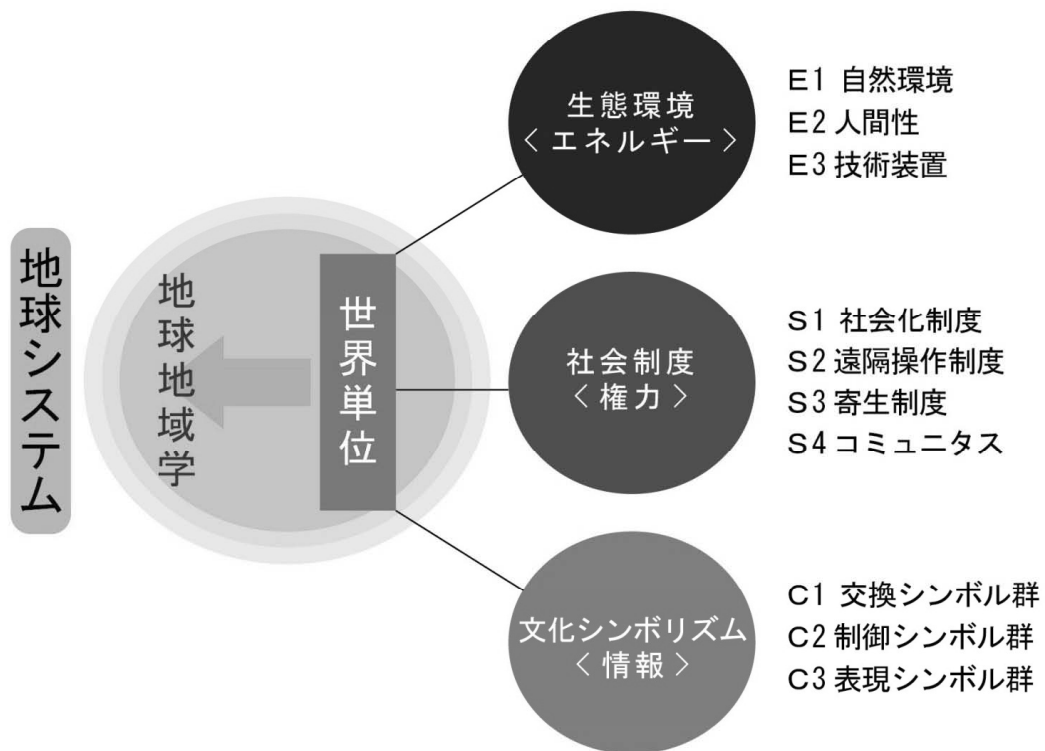 地球システム
地球地域学
世界単位
生態環境
〈 エネルギー 〉
E1 自然環境
E2 人間性
E3 技術装置
社会制度
〈 権力 〉
S1 社会化制度
S2 遠隔操作制度
S3 寄生制度
S4 コミュニタス
文化シンボリズム
〈 情報 〉
C1 交換シンボル群
C2 制御シンボル群
C3 表現シンボル群